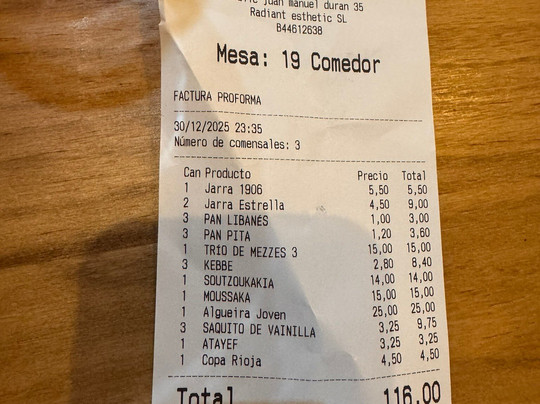 juan manuel duran 35
Radiant esthetic SL
B44612638
Mesa: 19 Comedor
FACTURA PROFORMA
30/12/2025 23:35
Número de comensales: 3
Can Producto Precio Total
1 Jarra 1906 5,50 5,50
2 Jarra Estrella 4,50 9,00
3 PAN LIBANéS 1,00 3,00
3 PAN PITA 1,20 3,60
1 TRÍO DE MEZZES 3 15,00 15,00
3 KEBBE 2,80 8,40
1 SOUTZOUKAKIA 14,00 14,00
1 MOUSSAKA 15,00 15,00
1 Algueira Joven 25,00 25,00
3 SAQUITO DE VAINILLA 3,25 9,75
1 ATAYEF 3,25 3,25
1 Copa Rioja 4,50 4,50
Total 116,00